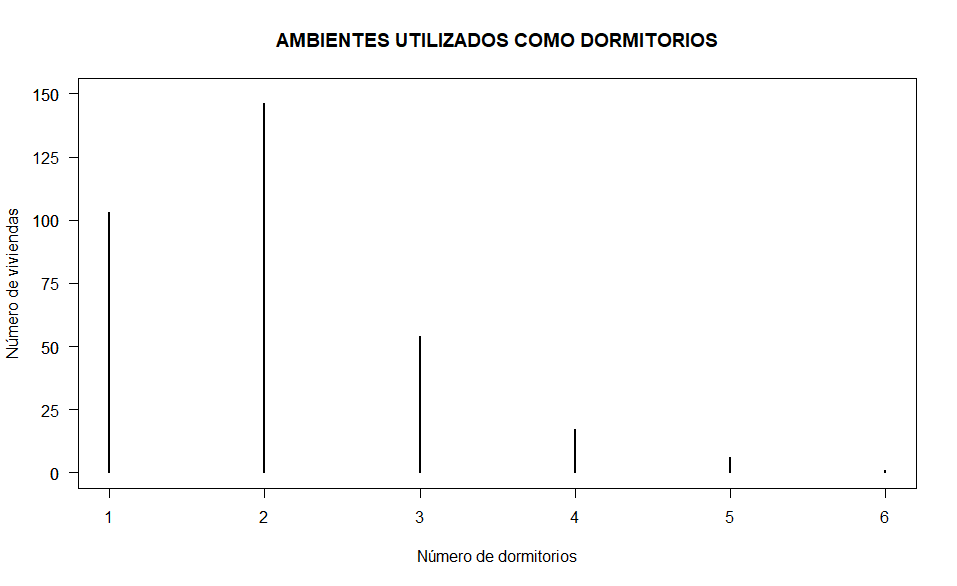 AMBIENTES UTILIZADOS COMO DORMITORIOS
150
125
100
75
50
25
0
Número de viviendas
1 2 3 4 5 6
Número de dormitorios